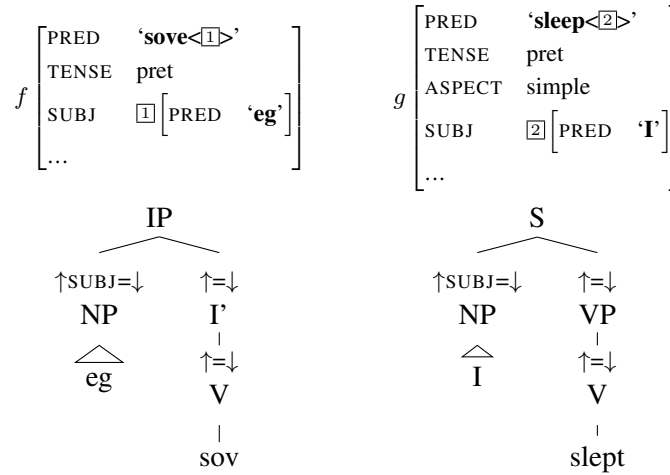 f [ PRED ‘sove<1>’
TENSE pret
SUBJ 1 [ PRED ‘eg’ ]
... ]
g [ PRED ‘sleep<2>’
TENSE pret
ASPECT simple
SUBJ 2 [ PRED ‘I’ ]
... ]
IP
↑SUBJ=↓ ↑=↓
NP I’
↑=↓
eg V
sov
S
↑SUBJ=↓ ↑=↓
NP VP
↑=↓
I V
slept